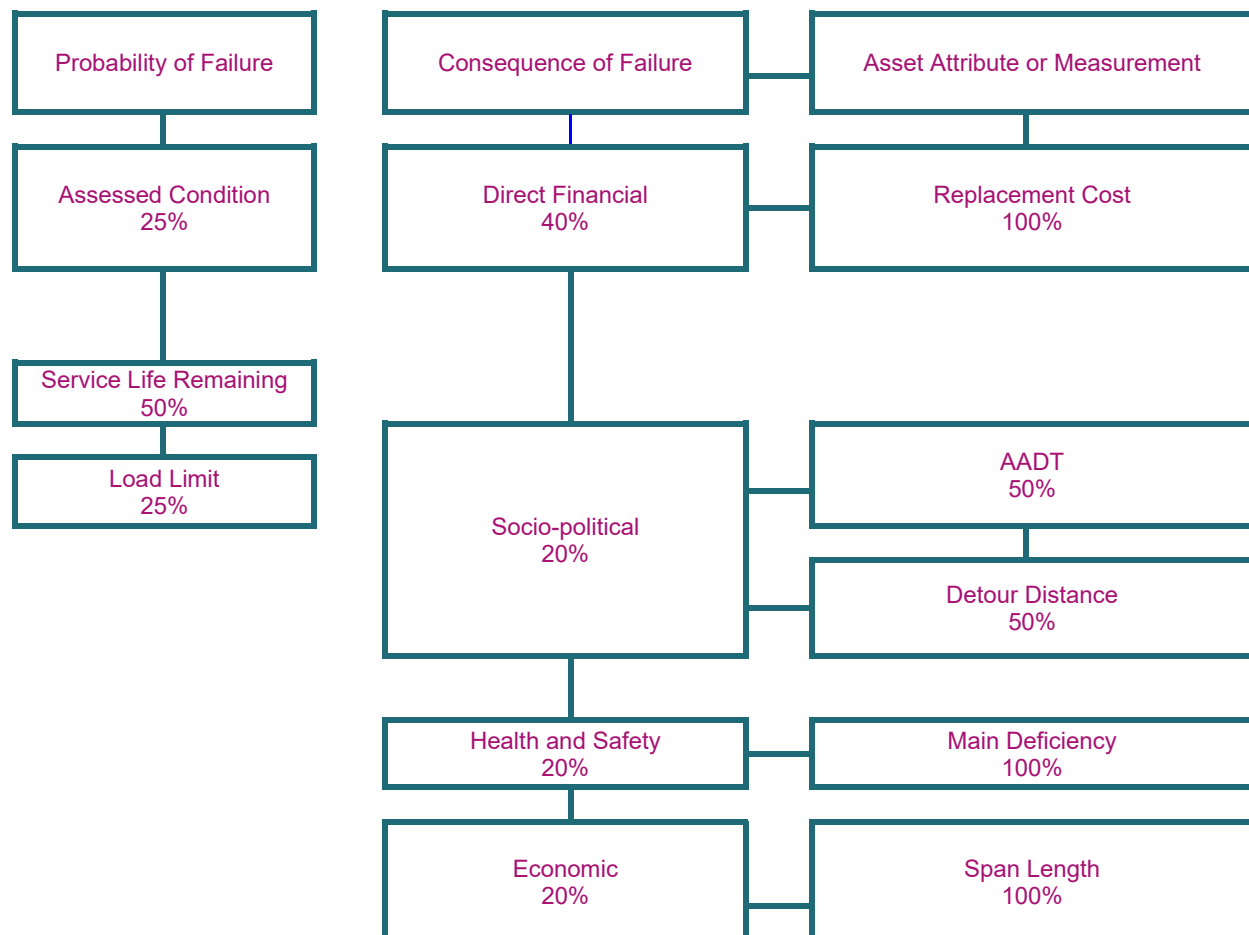 Probability of Failure
Consequence of Failure
Asset Attribute or Measurement
Assessed Condition
25%
Direct Financial
40%
Replacement Cost
100%
Service Life Remaining
50%
Load Limit
25%
Socio-political
20%
AADT
50%
Detour Distance
50%
Health and Safety
20%
Main Deficiency
100%
Economic
20%
Span Length
100%